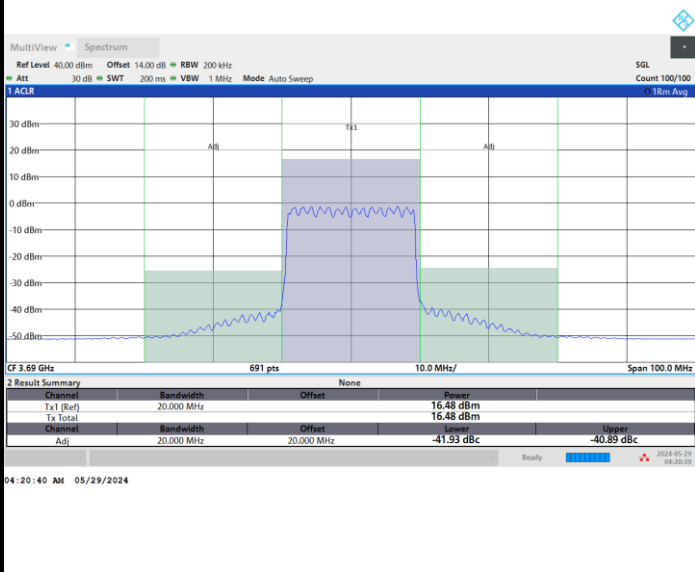 MultiView Spectrum
Ref Level 40.00 dBm Offset 14.00 dB RBW 200 kHz SGL
Att 30 dB SWT 200 ms VBW 1 MHz Mode Auto Sweep Count 100/100
1 ACLR 1Rm Avg
30 dBm
Tx1
20 dBm
Adj Adj
10 dBm
0 dBm
-10 dBm
-20 dBm
-30 dBm
-40 dBm
-50 dBm
CF 3.69 GHz 691 pts 10.0 MHz/ Span 100.0 MHz
2 Result Summary None
Channel Bandwidth Offset Power
Tx1 (Ref) 20.000 MHz 16.48 dBm
Tx Total 16.48 dBm
Channel Bandwidth Offset Lower Upper
Adj 20.000 MHz 20.000 MHz -41.93 dBc -40.89 dBc
Ready 2024-05-29
04:20:39
04:20:40 AM 05/29/2024